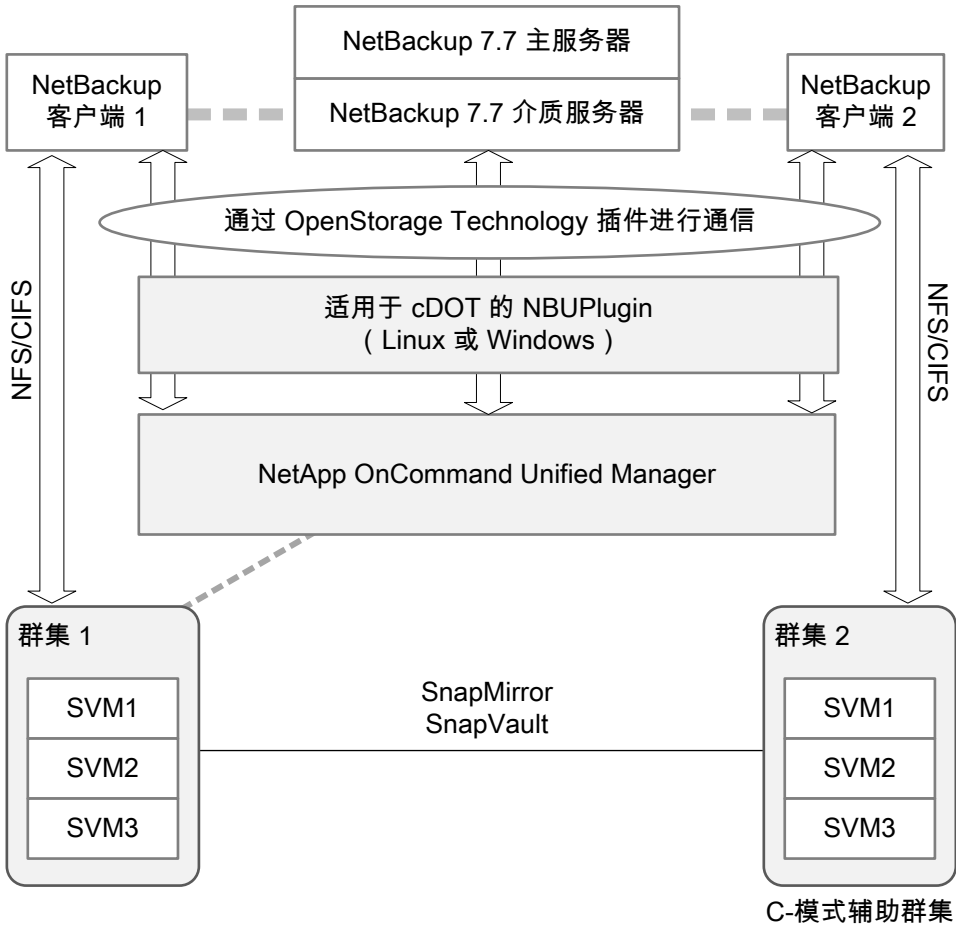 NetBackup 7.7 主服务器
NetBackup
客户端 1
NetBackup 7.7 介质服务器
NetBackup
客户端 2
通过 OpenStorage Technology 插件进行通信
NFS/CIFS
适用于 cDOT 的 NBUPlugin
( Linux 或 Windows )
NFS/CIFS
NetApp OnCommand Unified Manager
群集 1
SVM1
SVM2
SVM3
SnapMirror
SnapVault
群集 2
SVM1
SVM2
SVM3
C-模式辅助群集